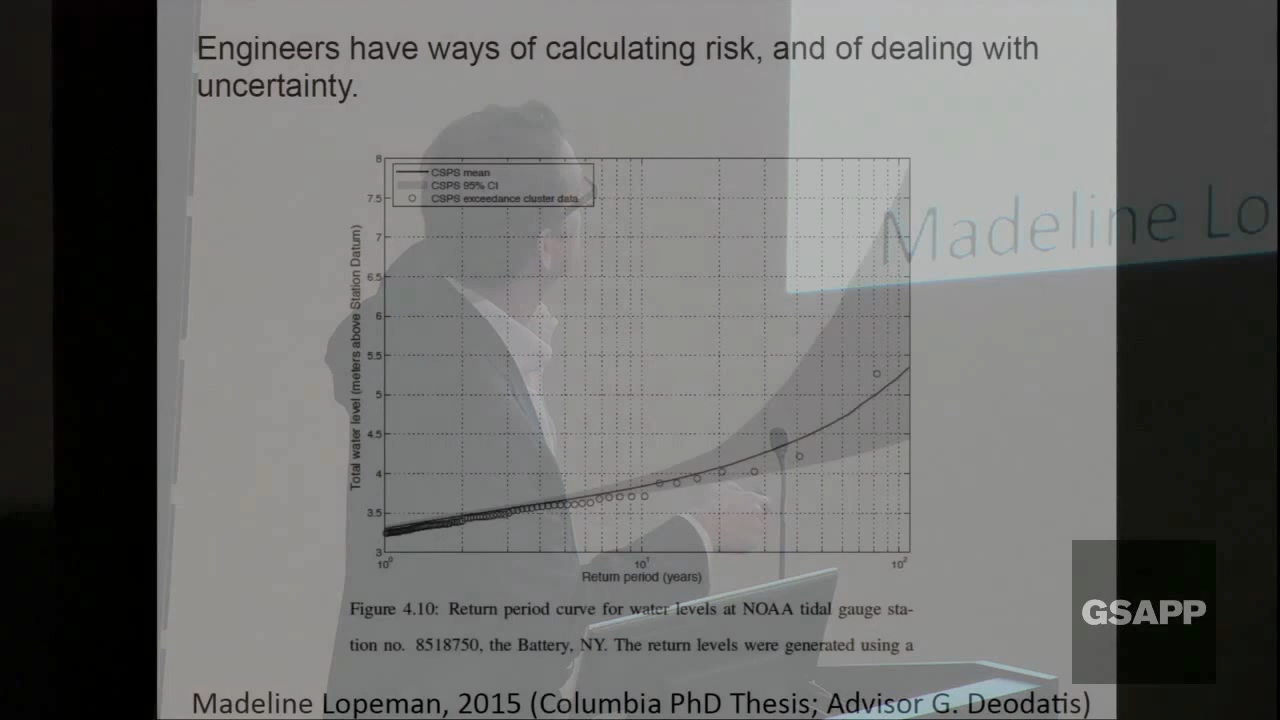 Engineers have ways of calculating risk, and of dealing with
uncertainty.
8
7.5
7
6.5
6
5.5
5
4.5
4
3.5
3
Total water level (meters above Station Datum)
CSPS mean
CSPS 95% CI
CSPS exceedance cluster data
Madeline Lo
10⁰
10¹
10²
Return period (years)
Figure 4.10: Return period curve for water levels at NOAA tidal gauge sta-
tion no. 8518750, the Battery, NY. The return levels were generated using a
GSAPP
Madeline Lopeman, 2015 (Columbia PhD Thesis; Advisor G. Deodatis)